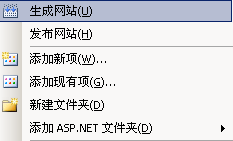 生成网站(U)
发布网站(H)
添加新项(W)...
添加现有项(G)...
新建文件夹(D)
添加 ASP.NET 文件夹(D)